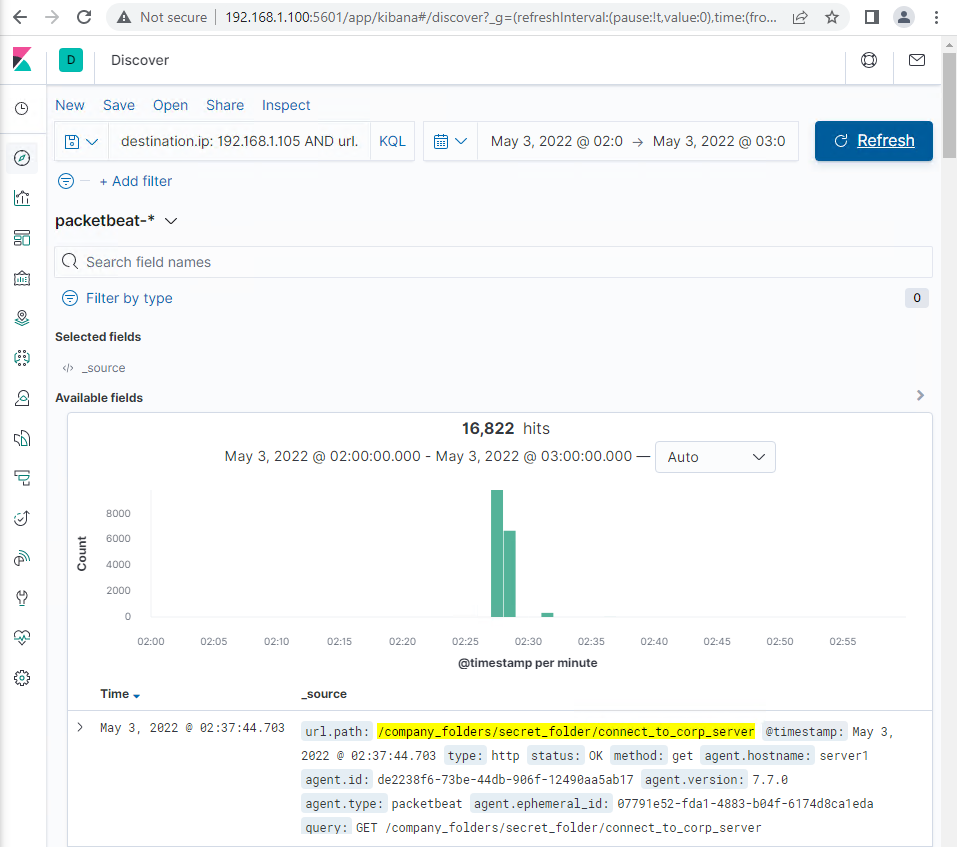 Not secure 192.168.1.100:5601/app/kibana#/discover?_g=(refreshInterval:(pause:!t,value:0),time:(fro...
D Discover
New Save Open Share Inspect
destination.ip: 192.168.1.105 AND url. KQL May 3, 2022 @ 02:0 → May 3, 2022 @ 03:0 Refresh
+ Add filter
packetbeat-*
Search field names
Filter by type 0
Selected fields
</> _source
Available fields
16,822 hits
May 3, 2022 @ 02:00:00.000 - May 3, 2022 @ 03:00:00.000 — Auto
8000
6000
4000
2000
0
Count
02:00 02:05 02:10 02:15 02:20 02:25 02:30 02:35 02:40 02:45 02:50 02:55
@timestamp per minute
Time _source
May 3, 2022 @ 02:37:44.703 url.path: /company_folders/secret_folder/connect_to_corp_server @timestamp: May 3,
2022 @ 02:37:44.703 type: http status: OK method: get agent.hostname: server1
agent.id: de2238f6-73be-44db-906f-12490aa5ab17 agent.version: 7.7.0
agent.type: packetbeat agent.ephemeral_id: 07791e52-fda1-4883-b04f-6174d8ca1eda
query: GET /company_folders/secret_folder/connect_to_corp_server